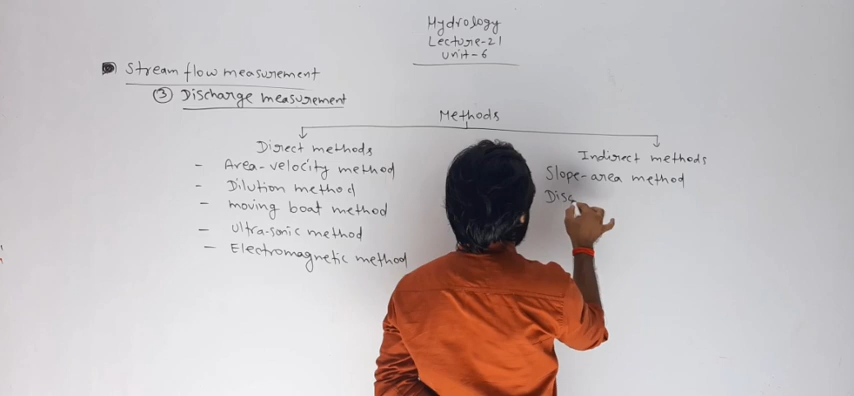 Hydrology
Lecture-21
Unit-6
Stream flow measurement
③ Discharge measurement
Methods
Direct methods
- Area-velocity method
- Dilution method
- moving boat method
- Ultra-sonic method
- Electromagnetic method
Indirect methods
Slope-area method
Disc